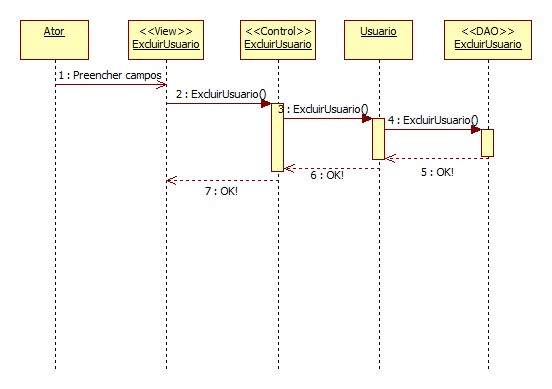 Ator
<<View>>
ExcluirUsuario
<<Control>>
ExcluirUsuario
Usuario
<<DAO>>
ExcluirUsuario
1 : Preencher campos
2 : ExcluirUsuario()
3 : ExcluirUsuario()
4 : ExcluirUsuario()
5 : OK!
6 : OK!
7 : OK!